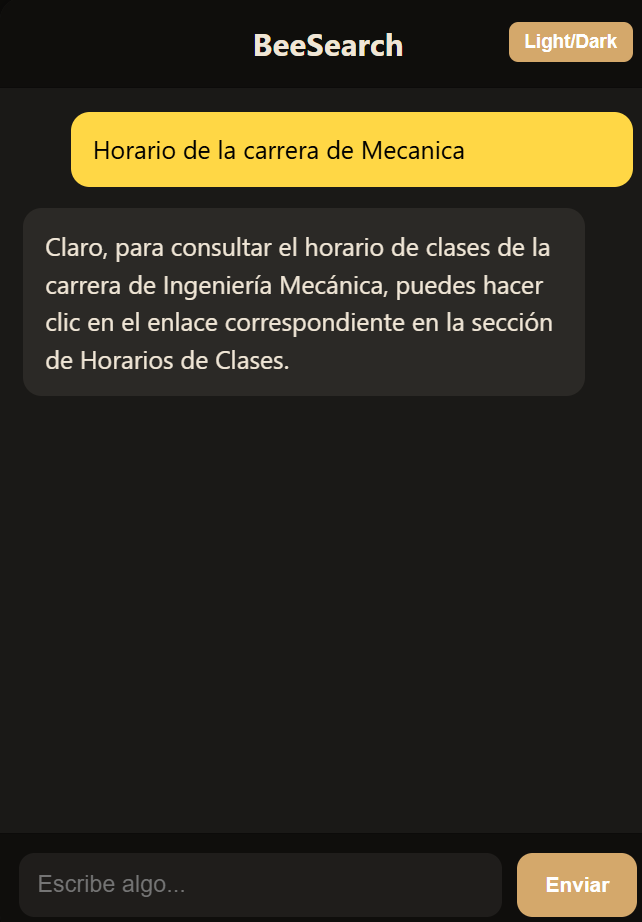 BeeSearch
Light/Dark
Horario de la carrera de Mecanica
Claro, para consultar el horario de clases de la
carrera de Ingeniería Mecánica, puedes hacer
clic en el enlace correspondiente en la sección
de Horarios de Clases.
Escribe algo...
Enviar